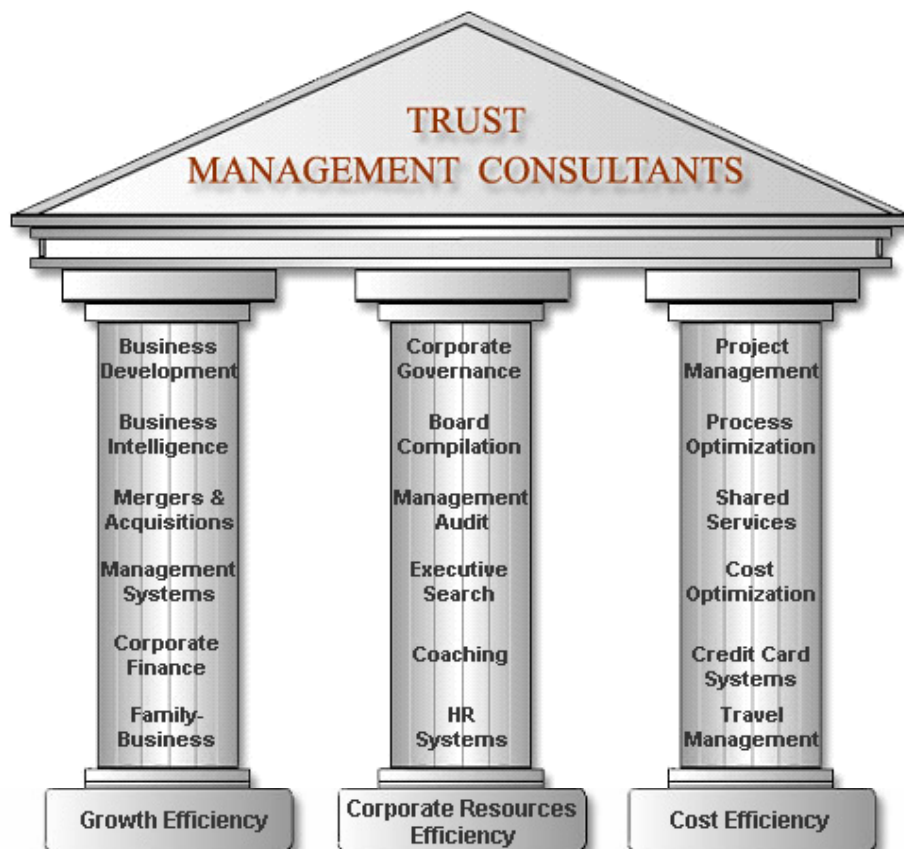 TRUST
MANAGEMENT CONSULTANTS
Business
Development
Business
Intelligence
Mergers &
Acquisitions
Management
Systems
Corporate
Finance
Family-
Business
Growth Efficiency
Corporate
Governance
Board
Compilation
Management
Audit
Executive
Search
Coaching
HR
Systems
Corporate Resources
Efficiency
Project
Management
Process
Optimization
Shared
Services
Cost
Optimization
Credit Card
Systems
Travel
Management
Cost Efficiency